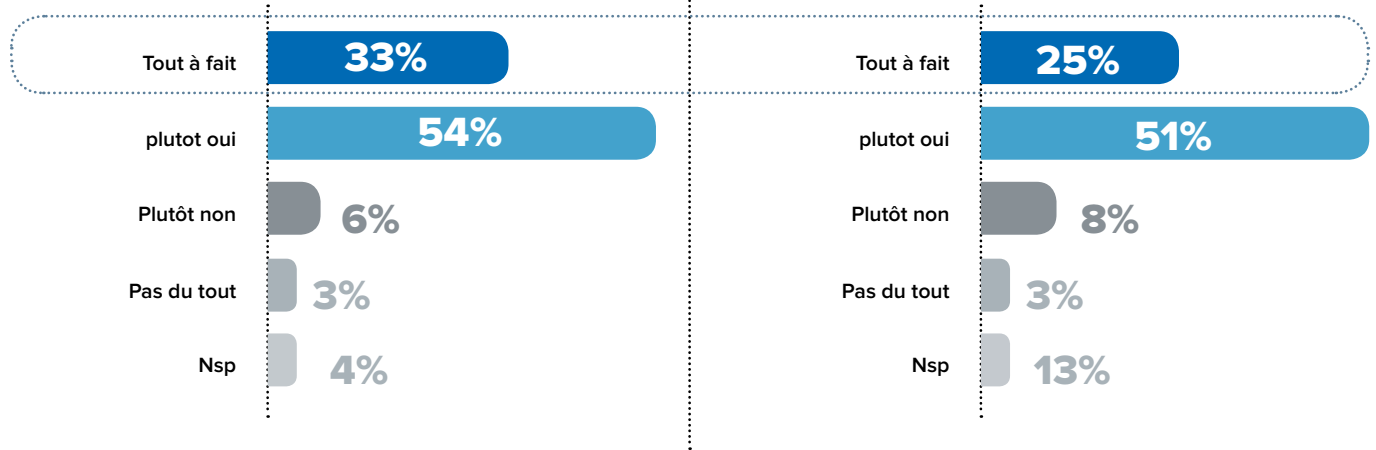 Tout à fait 33%
plutot oui 54%
Plutôt non 6%
Pas du tout 3%
Nsp 4%
Tout à fait 25%
plutot oui 51%
Plutôt non 8%
Pas du tout 3%
Nsp 13%